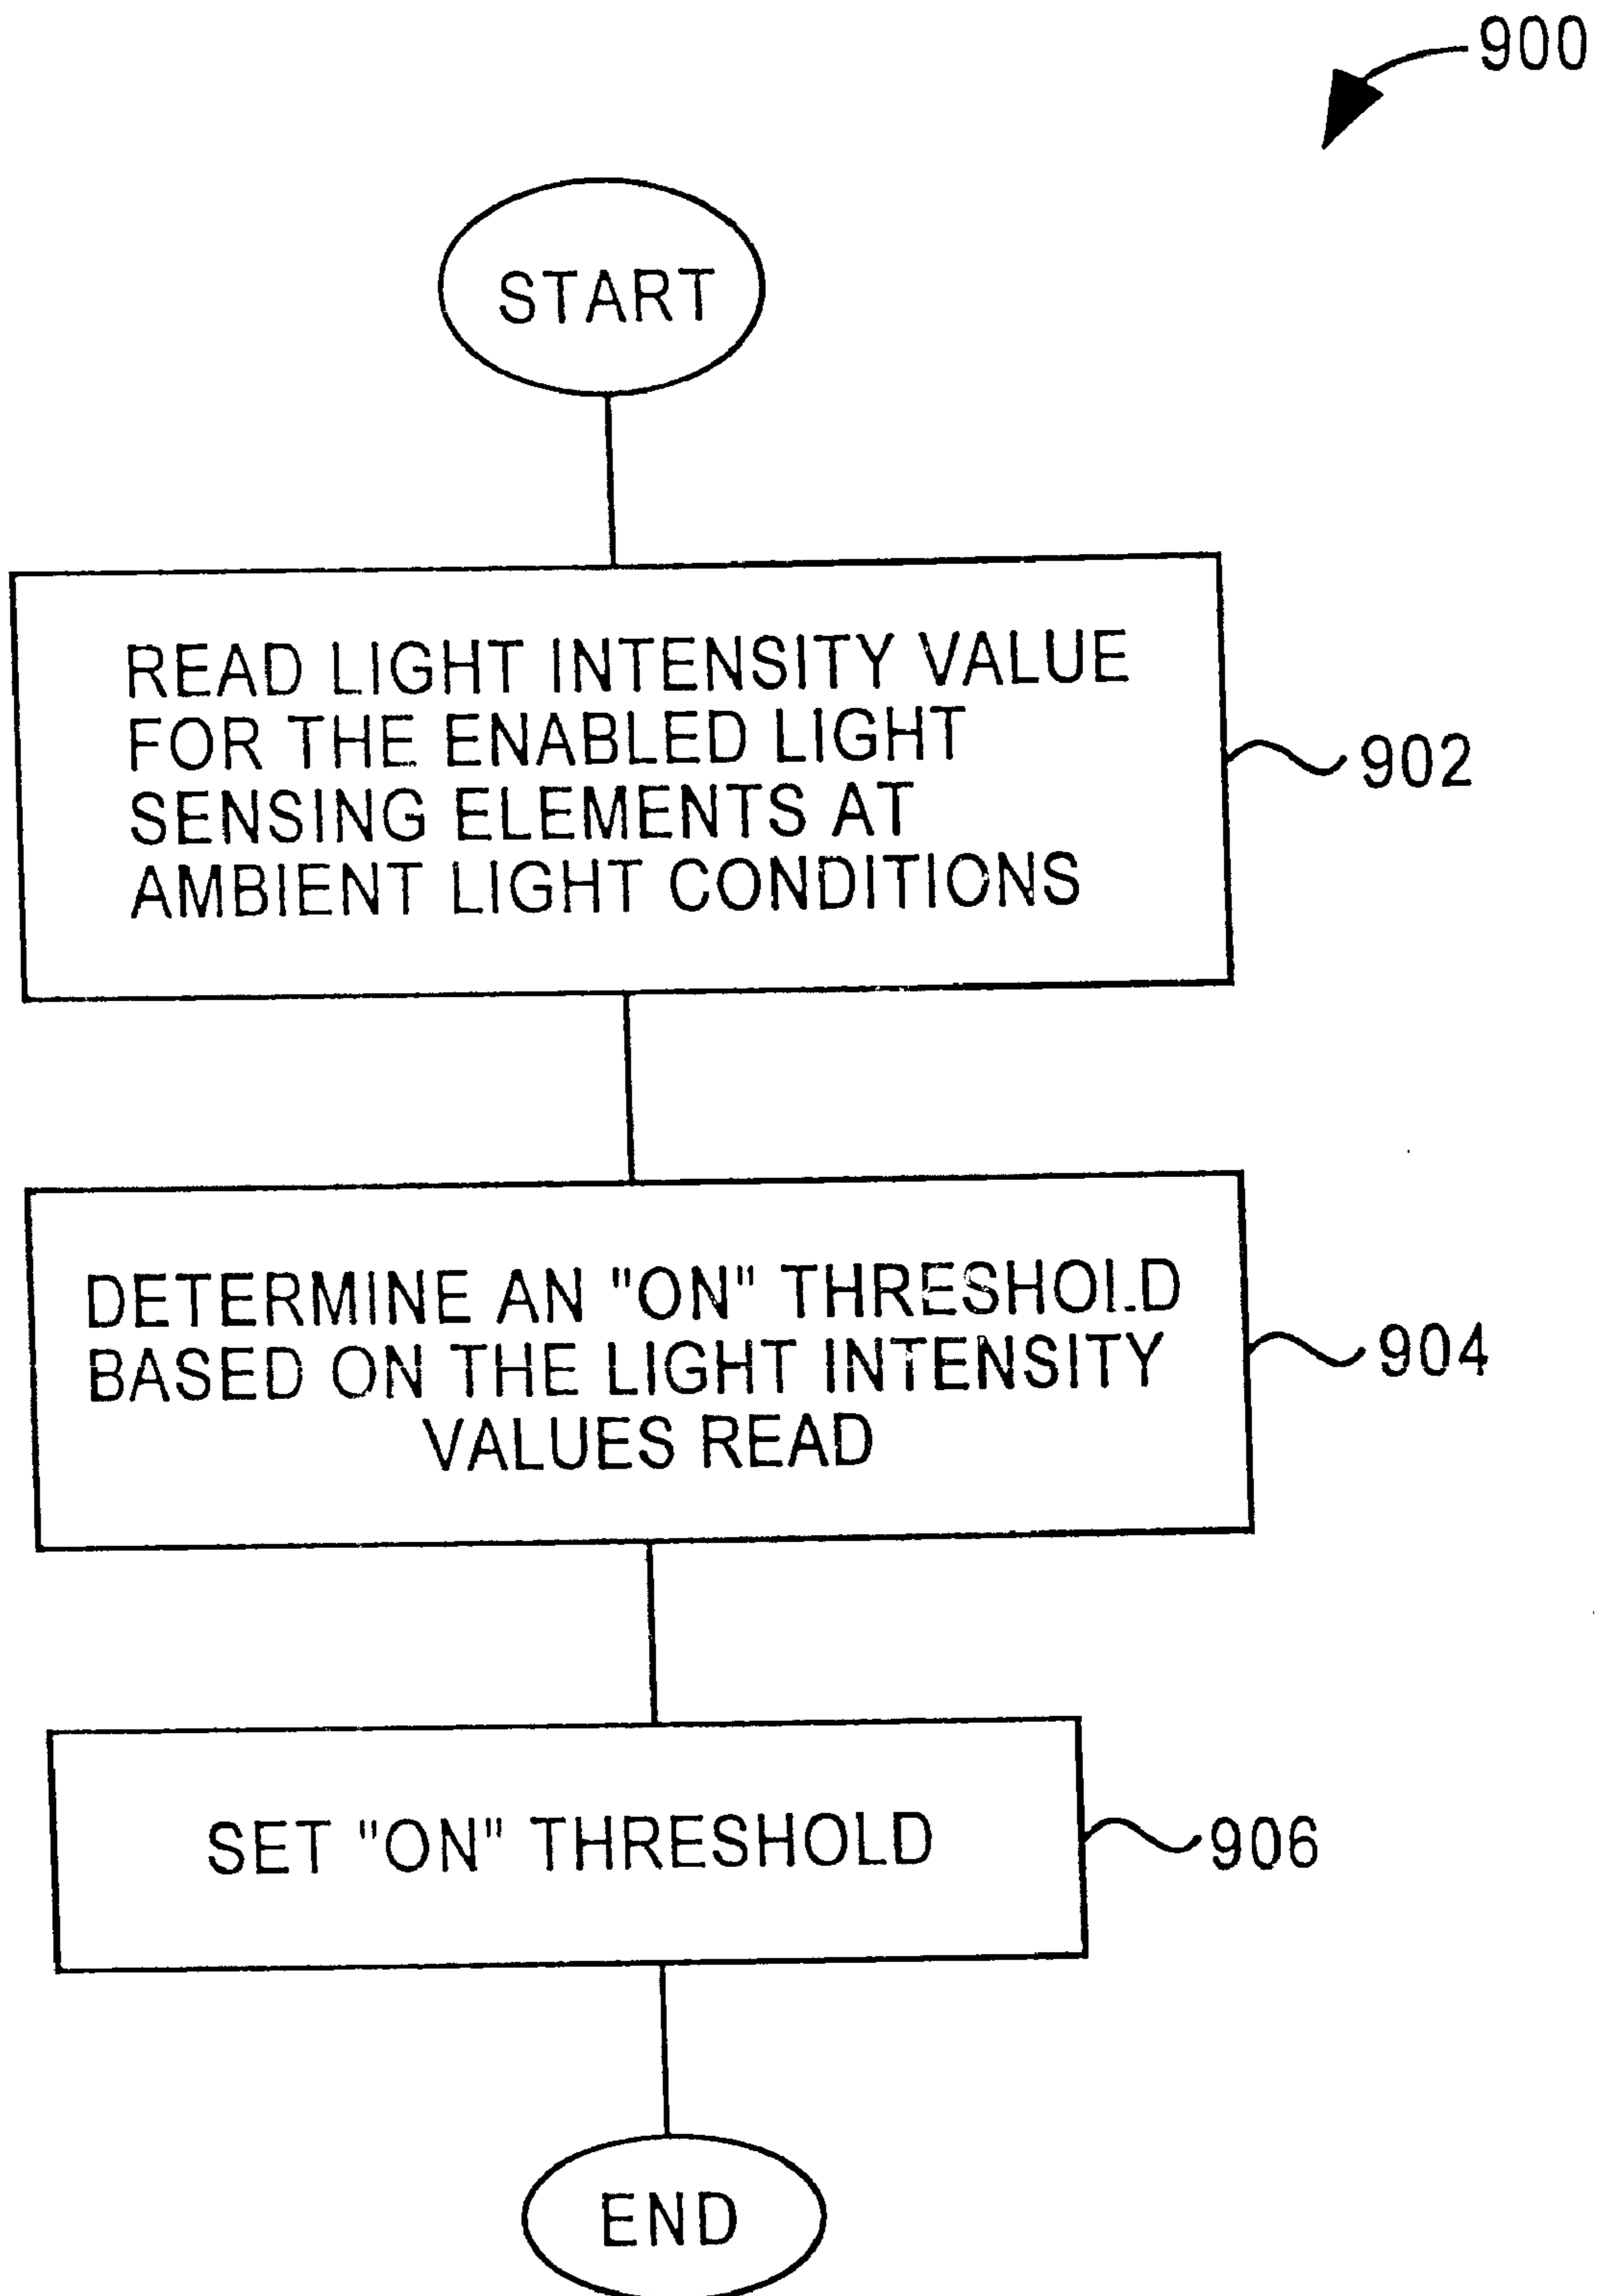 900
START
READ LIGHT INTENSITY VALUE
FOR THE ENABLED LIGHT
SENSING ELEMENTS AT
AMBIENT LIGHT CONDITIONS
902
DETERMINE AN "ON" THRESHOLD
BASED ON THE LIGHT INTENSITY
VALUES READ
904
SET "ON" THRESHOLD
906
END